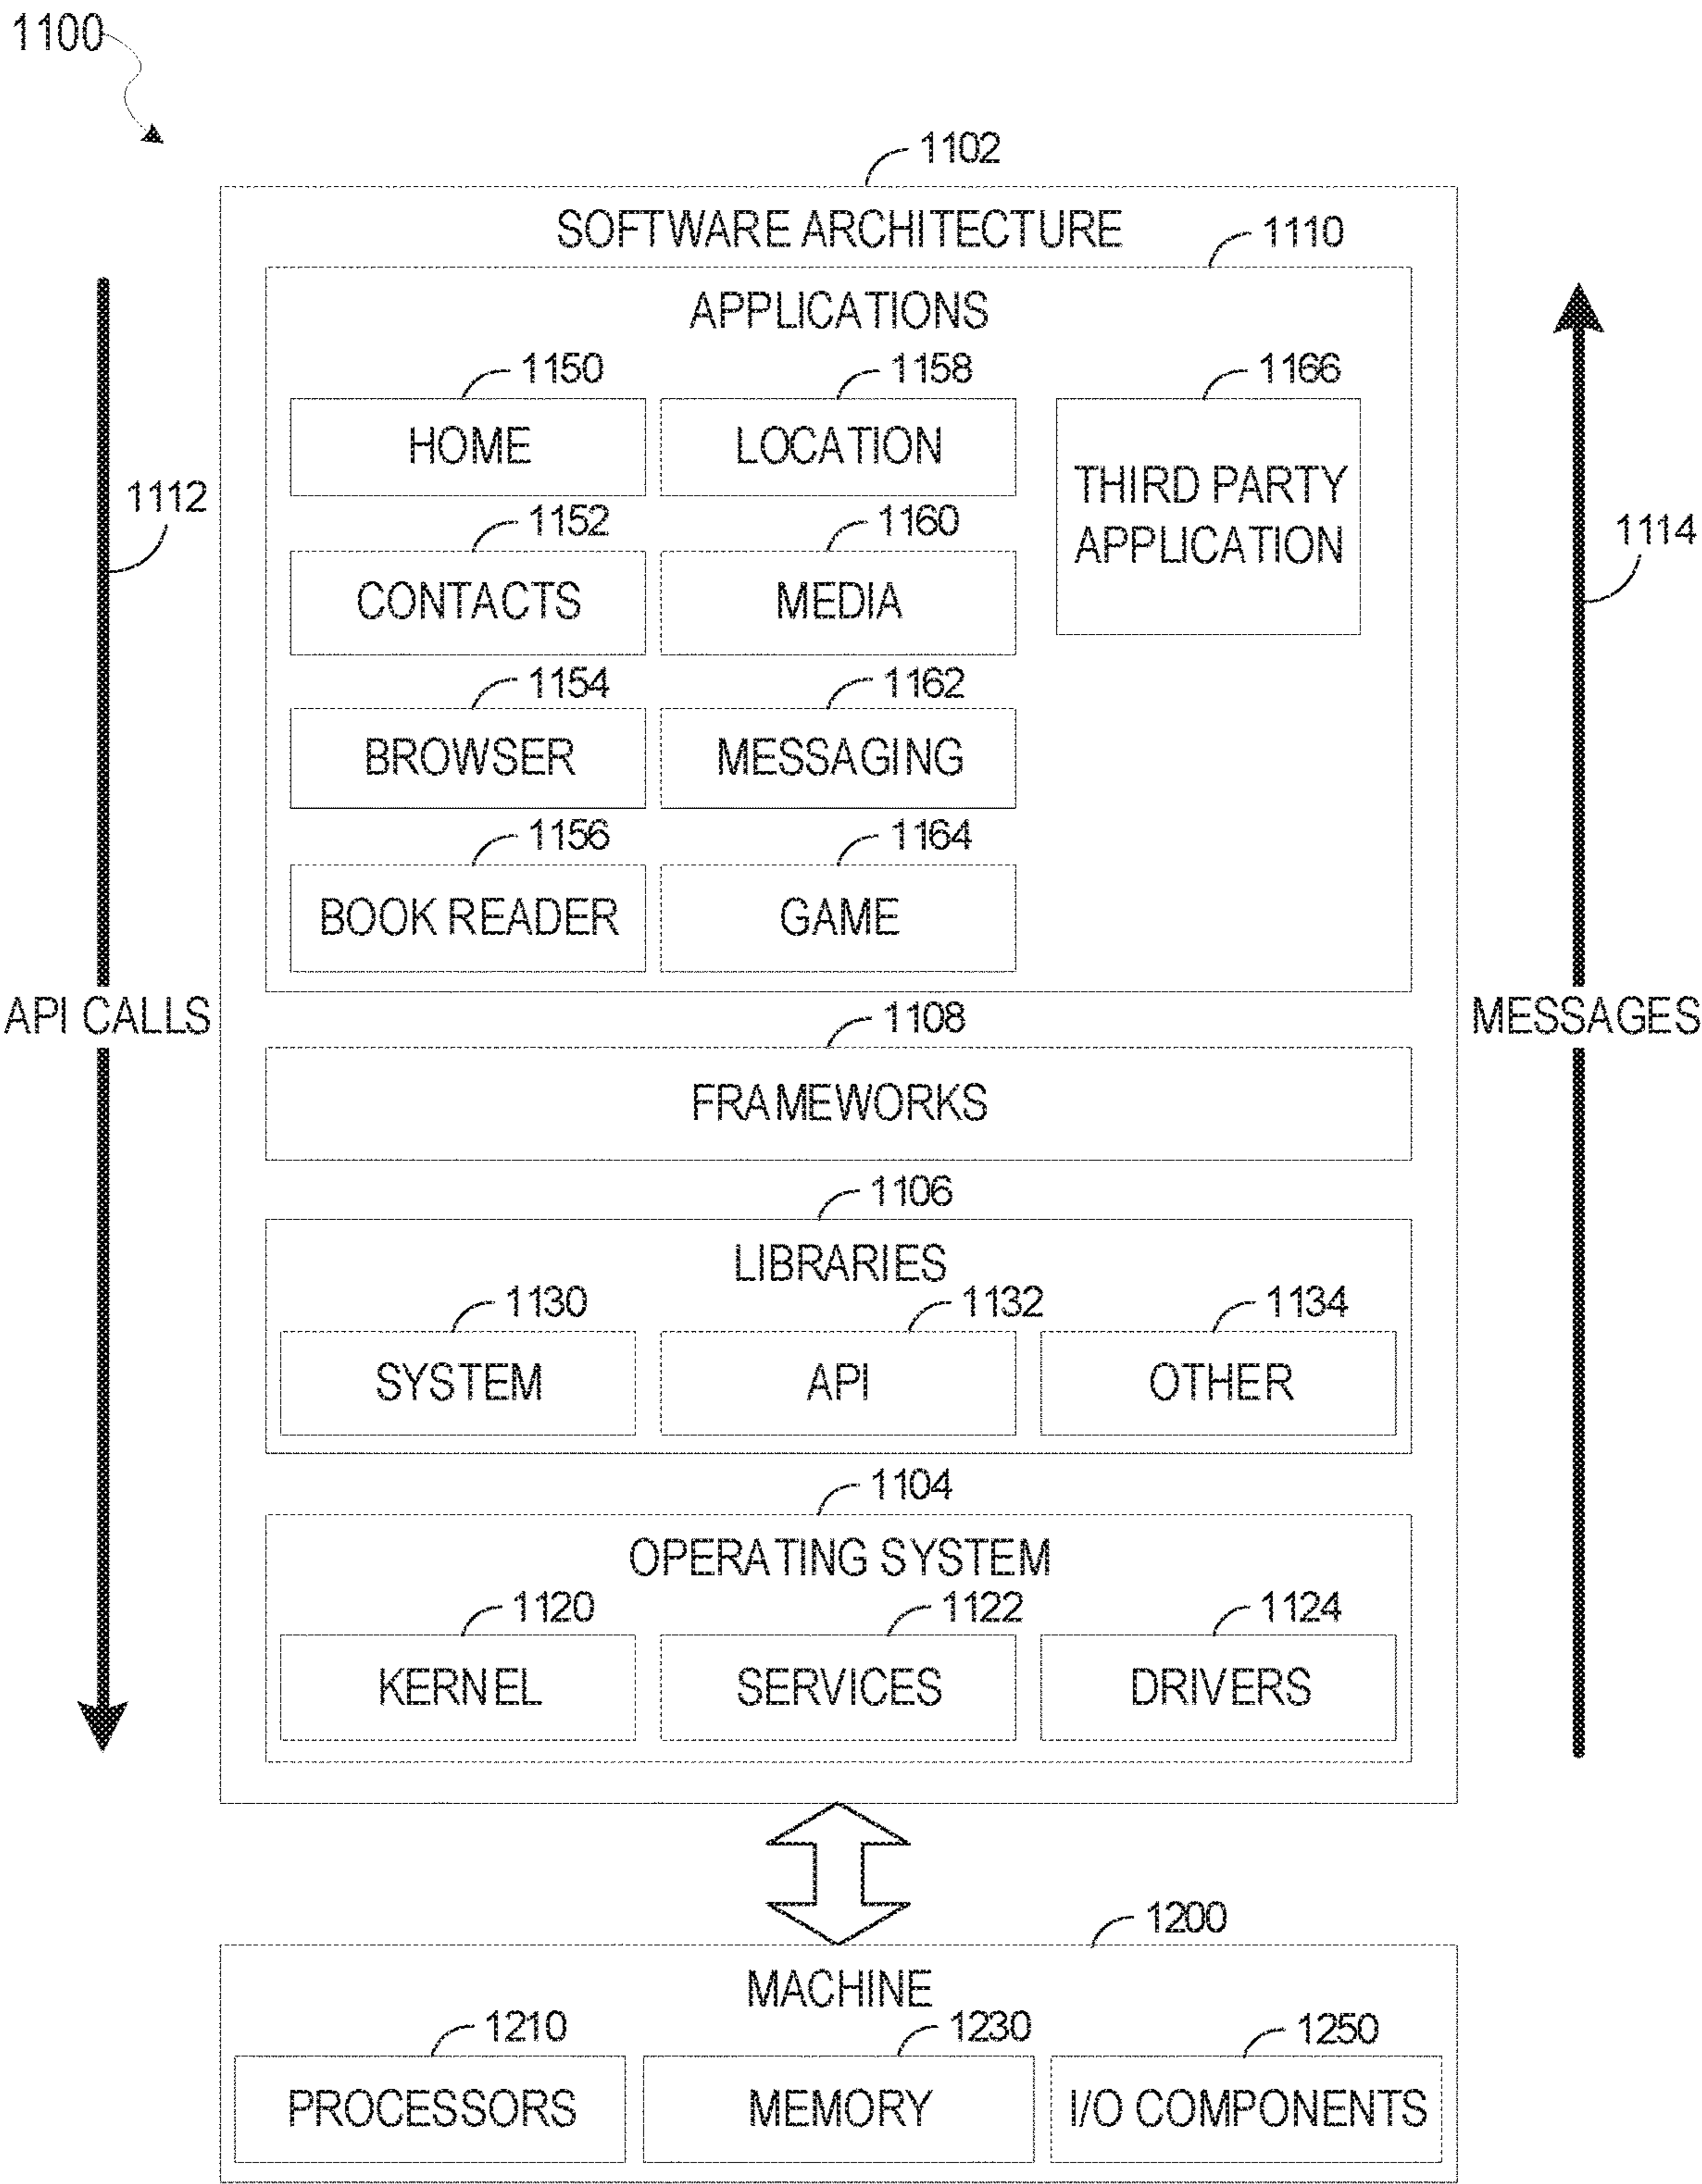 1100
1102
SOFTWARE ARCHITECTURE
1110
APPLICATIONS
1150
1158
1166
HOME
LOCATION
THIRD PARTY
APPLICATION
1112
1114
1152
1160
CONTACTS
MEDIA
1154
1162
BROWSER
MESSAGING
1156
1164
BOOK READER
GAME
API CALLS
MESSAGES
1108
FRAMEWORKS
1106
LIBRARIES
1130
1132
1134
SYSTEM
API
OTHER
1104
OPERATING SYSTEM
1120
1122
1124
KERNEL
SERVICES
DRIVERS
1200
MACHINE
1210
1230
1250
PROCESSORS
MEMORY
I/O COMPONENTS